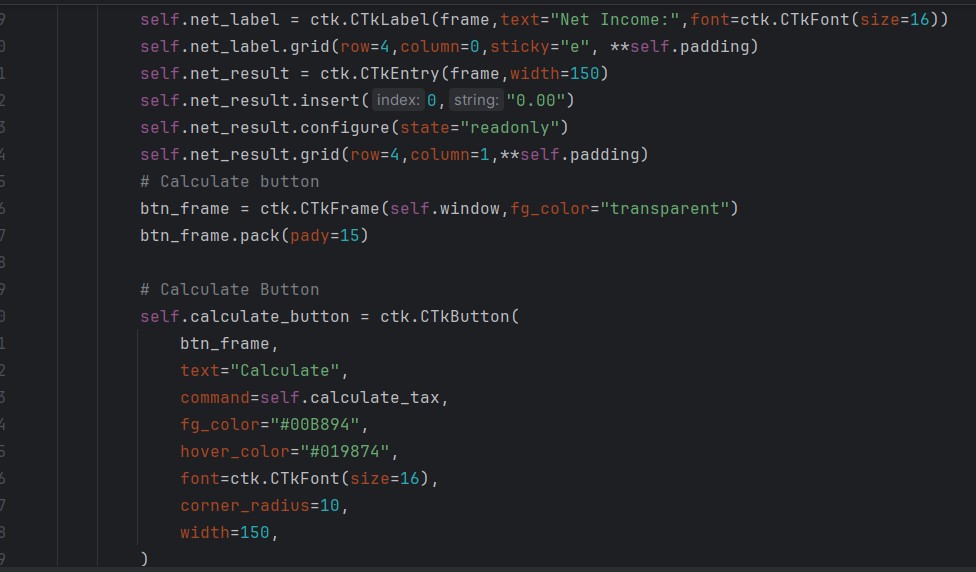 9 self.net_label = ctk.CTkLabel(frame,text="Net Income:",font=ctk.CTkFont(size=16))
0 self.net_label.grid(row=4,column=0,sticky="e", **self.padding)
1 self.net_result = ctk.CTkEntry(frame,width=150)
2 self.net_result.insert( index: 0, string: "0.00")
3 self.net_result.configure(state="readonly")
4 self.net_result.grid(row=4,column=1,**self.padding)
5 # Calculate button
6 btn_frame = ctk.CTkFrame(self.window,fg_color="transparent")
7 btn_frame.pack(pady=15)
8
9 # Calculate Button
0 self.calculate_button = ctk.CTkButton(
1 btn_frame,
2 text="Calculate",
3 command=self.calculate_tax,
4 fg_color="#00B894",
5 hover_color="#019874",
6 font=ctk.CTkFont(size=16),
7 corner_radius=10,
8 width=150,
9 )